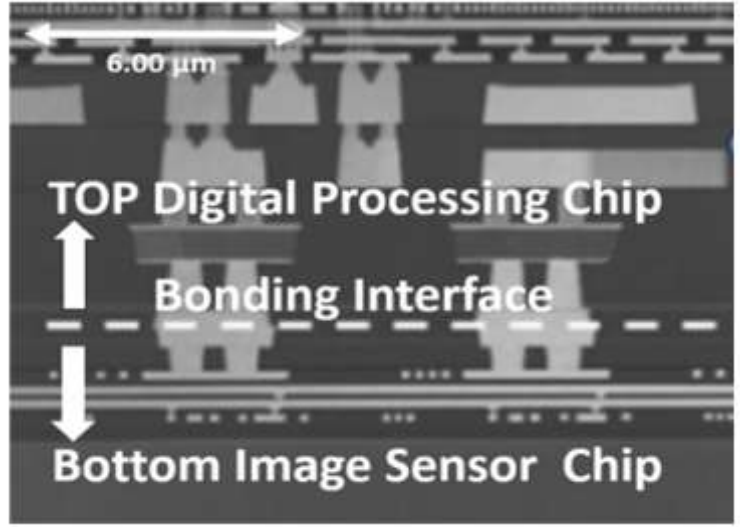 6.00 μm
TOP Digital Processing Chip
Bonding Interface
Bottom Image Sensor Chip